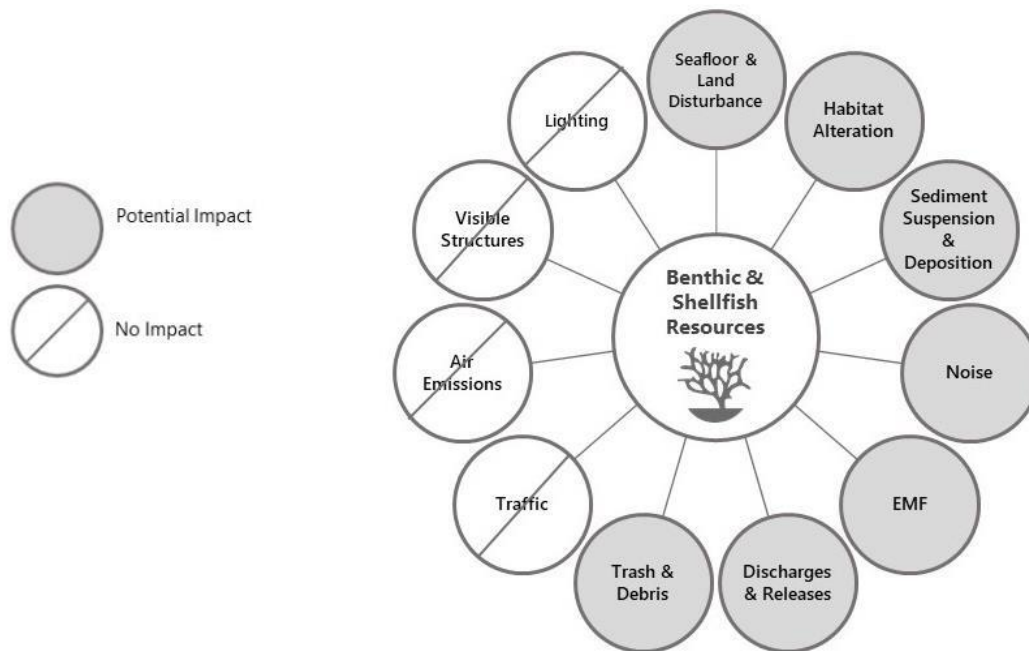 Potential Impact
No Impact
Seafloor &
Land
Disturbance
Habitat
Alteration
Sediment
Suspension
&
Deposition
Noise
EMF
Discharges
& Releases
Trash &
Debris
Traffic
Air
Emissions
Visible
Structures
Lighting
Benthic &
Shellfish
Resources